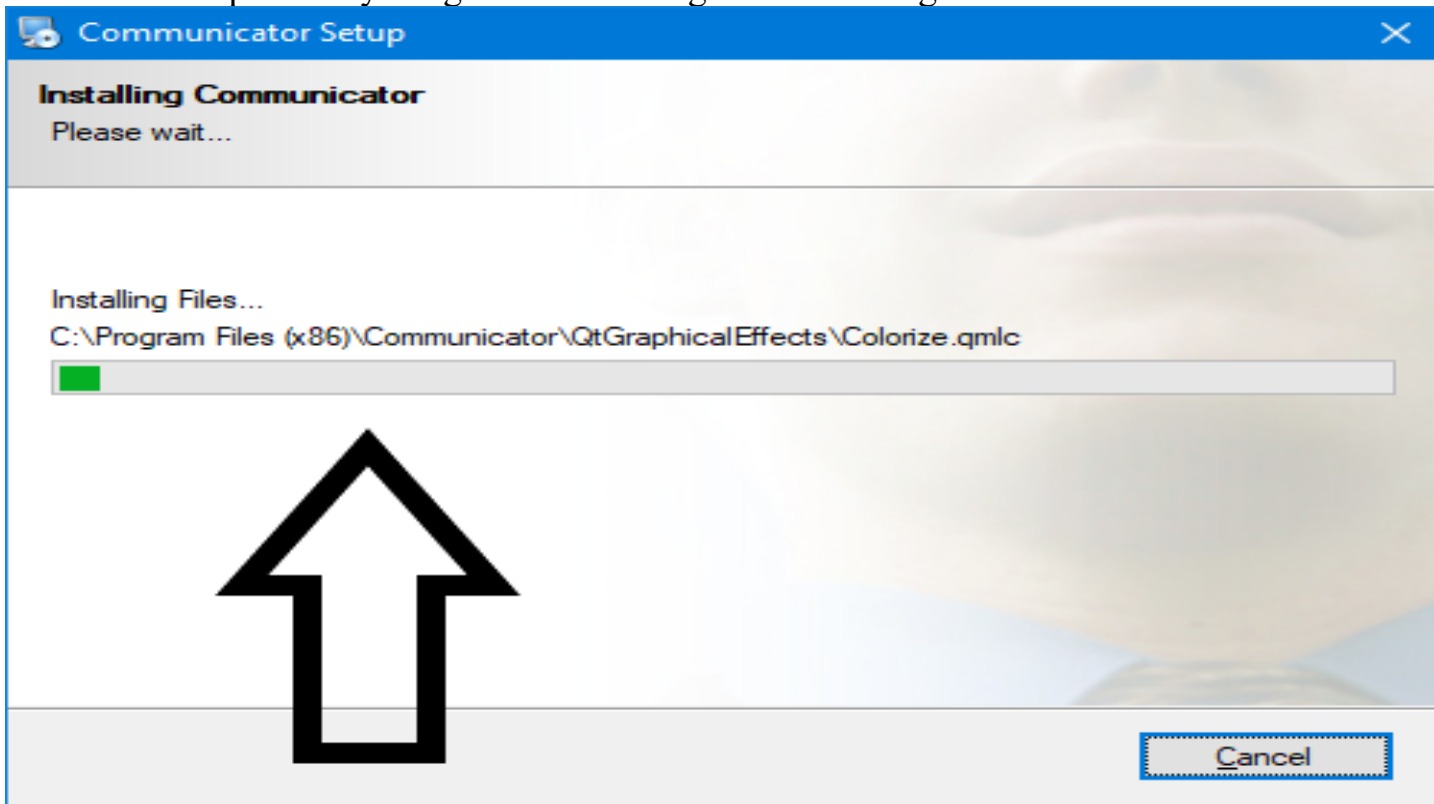 Communicator Setup
Installing Communicator
Please wait...
Installing Files...
C:\Program Files (x86)\Communicator\QtGraphicalEffects\Colorize.qmlc
Cancel